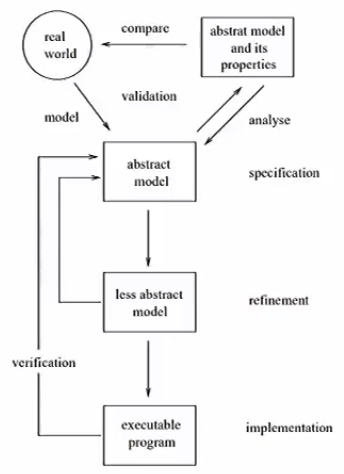 compare
real
world
abstrat model
and its
properties
validation
model
analyse
abstract
model
specification
less abstract
model
refinement
verification
executable
program
implementation